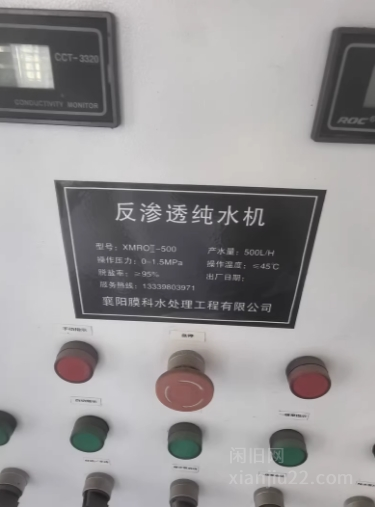 CCT-3320
CONDUCTIVITY MONITOR
ROC
反渗透纯水机
型号：XMROⅡ-500 产水量：500L/H
操作压力：0-1.5MPa 操作温度：≤45℃
脱盐率：≥95% 出厂日期：
服务热线：13339803971
襄阳膜科水处理工程有限公司
闲旧网
xianjiu22.com